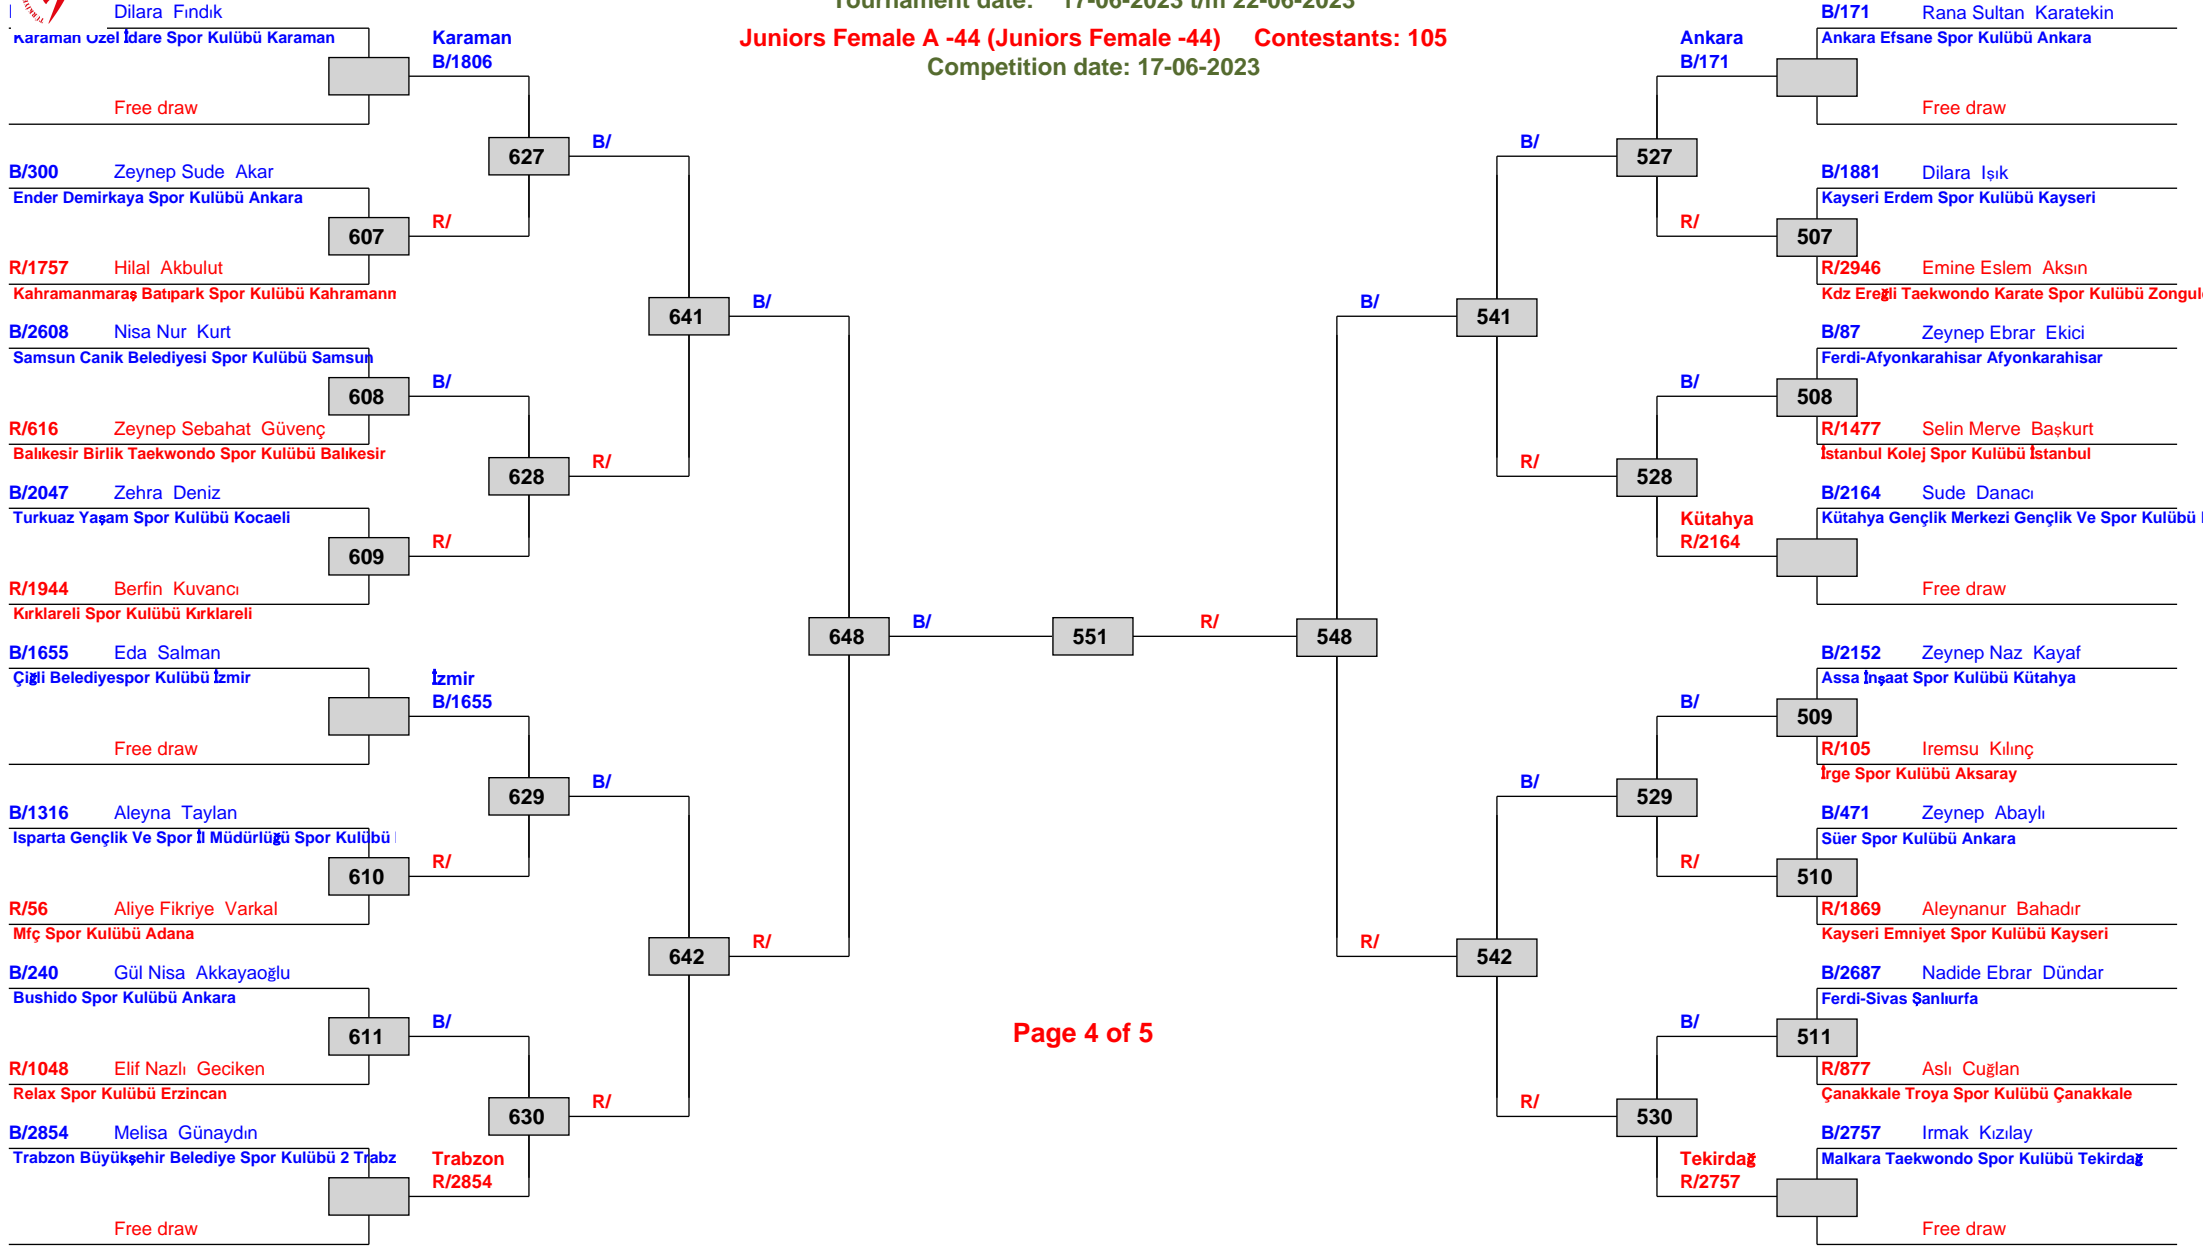 Tournament date: 17-06-2023 t/m 22-06-2023
Juniors Female A -44 (Juniors Female -44) Contestants: 105
Competition date: 17-06-2023
Dilara Fındık
Karaman Özel İdare Spor Kulübü Karaman
Free draw
Karaman
B/1806
B/300 Zeynep Sude Akar
Ender Demirkaya Spor Kulübü Ankara
607
R/1757 Hilal Akbulut
Kahramanmaraş Batıpark Spor Kulübü Kahramanm
R/
627
B/
B/2608 Nisa Nur Kurt
Samsun Canik Belediyesi Spor Kulübü Samsun
608
B/
R/616 Zeynep Sebahat Güvenç
Balıkesir Birlik Taekwondo Spor Kulübü Balıkesir
628
R/
B/2047 Zehra Deniz
Turkuaz Yaşam Spor Kulübü Kocaeli
609
R/
R/1944 Berfin Kuvancı
Kırklareli Spor Kulübü Kırklareli
641
B/
B/1655 Eda Salman
Çiğli Belediyespor Kulübü İzmir
Free draw
İzmir
B/1655
629
B/
B/1316 Aleyna Taylan
Isparta Gençlik Ve Spor İl Müdürlüğü Spor Kulübü
610
R/
R/56 Aliye Fikriye Varkal
Mfç Spor Kulübü Adana
642
R/
B/240 Gül Nisa Akkayaoğlu
Bushido Spor Kulübü Ankara
611
B/
R/1048 Elif Nazlı Geciken
Relax Spor Kulübü Erzincan
630
R/
B/2854 Melisa Günaydın
Trabzon Büyükşehir Belediye Spor Kulübü 2 Trabz
Trabzon
R/2854
Free draw
648
B/
551
R/
548
Page 4 of 5
B/171 Rana Sultan Karatekin
Ankara Efsane Spor Kulübü Ankara
Ankara
B/171
Free draw
527
B/
B/1881 Dilara Işık
Kayseri Erdem Spor Kulübü Kayseri
R/
507
R/2946 Emine Eslem Aksın
Kdz Ereğli Taekwondo Karate Spor Kulübü Zongul
541
B/
B/87 Zeynep Ebrar Ekici
Ferdi-Afyonkarahisar Afyonkarahisar
B/
508
R/1477 Selin Merve Başkurt
İstanbul Kolej Spor Kulübü İstanbul
528
R/
B/2164 Sude Danacı
Kütahya Gençlik Merkezi Gençlik Ve Spor Kulübü
Kütahya
R/2164
Free draw
B/2152 Zeynep Naz Kayaf
Assa İnşaat Spor Kulübü Kütahya
B/
509
R/105 Iremsu Kılınç
İrge Spor Kulübü Aksaray
529
B/
B/471 Zeynep Abaylı
Süer Spor Kulübü Ankara
R/
510
R/1869 Aleynanur Bahadır
Kayseri Emniyet Spor Kulübü Kayseri
542
R/
B/2687 Nadide Ebrar Dündar
Ferdi-Sivas Şanlıurfa
B/
511
R/877 Aslı Cuğlan
Çanakkale Troya Spor Kulübü Çanakkale
530
R/
B/2757 Irmak Kızılay
Malkara Taekwondo Spor Kulübü Tekirdağ
Tekirdağ
R/2757
Free draw